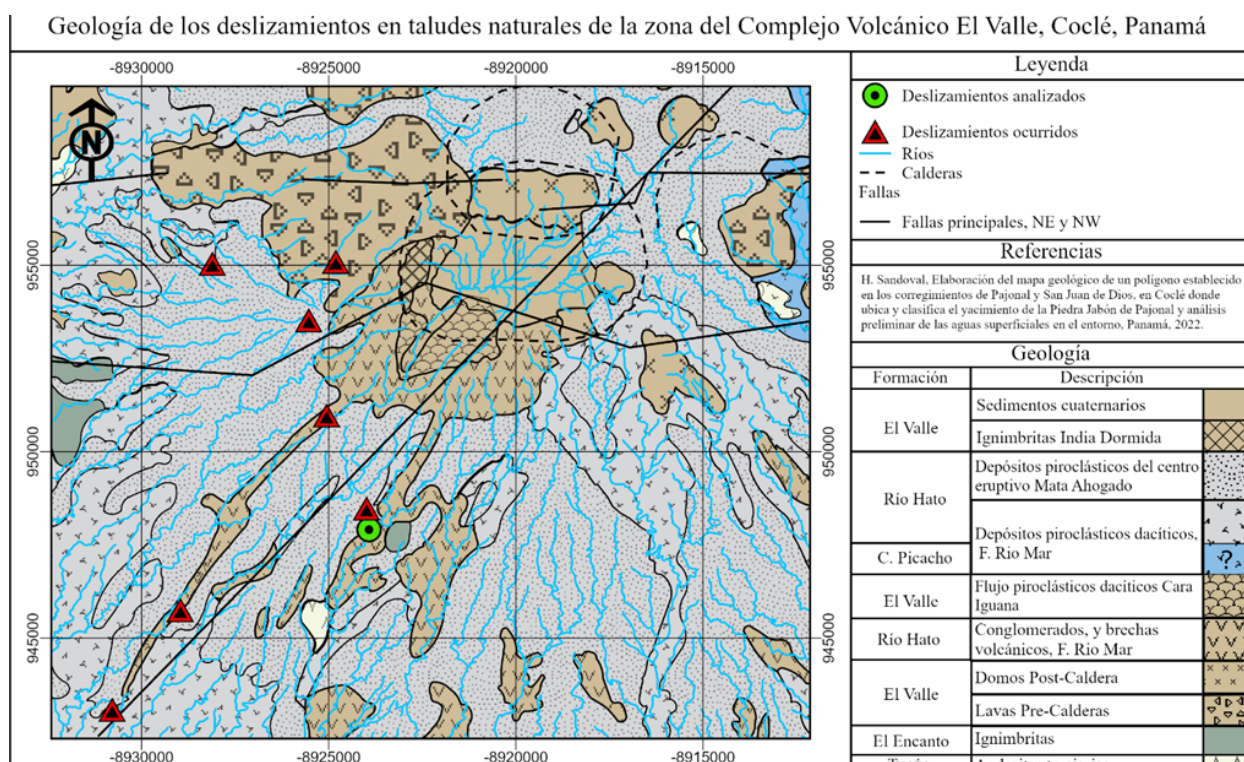 Geología de los deslizamientos en taludes naturales de la zona del Complejo Volcánico El Valle, Coclé, Panamá
-8930000
-8925000
-8920000
-8915000
N
955000
950000
945000
955000
950000
945000
-8930000
-8925000
-8920000
-8915000
Leyenda
Deslizamientos analizados
Deslizamientos ocurridos
Ríos
Calderas
Fallas
Fallas principales, NE y NW
Referencias
H. Sandoval, Elaboración del mapa geológico de un polígono establecido
en los corregimientos de Pajonal y San Juan de Dios, en Coclé donde
ubica y clasifica el yacimiento de la Piedra Jabón de Pajonal y análisis
preliminar de las aguas superficiales en el entorno, Panamá, 2022.
Geología
Formación
Descripción
El Valle
Sedimentos cuaternarios
Ignimbritas India Dormida
Río Hato
Depósitos piroclásticos del centro
eruptivo Mata Ahogado
Depósitos piroclásticos dacíticos,
F. Rio Mar
C. Picacho
?
El Valle
Flujo piroclásticos dacíticos Cara
Iguana
Río Hato
Conglomerados, y brechas
volcánicos, F. Rio Mar
El Valle
Domos Post-Caldera
Lavas Pre-Calderas
El Encanto
Ignimbritas